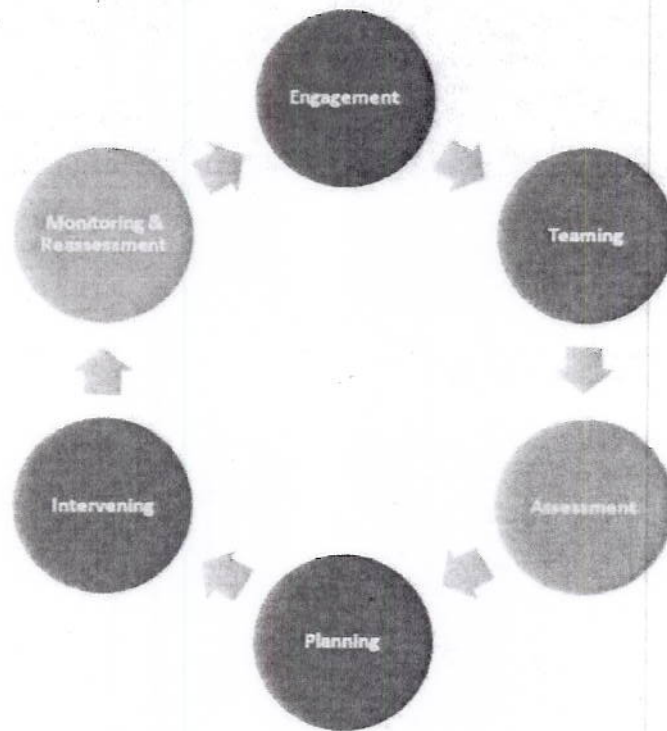 Engagement
Teaming
Assessment
Planning
Intervening
Monitoring &
Reassessment